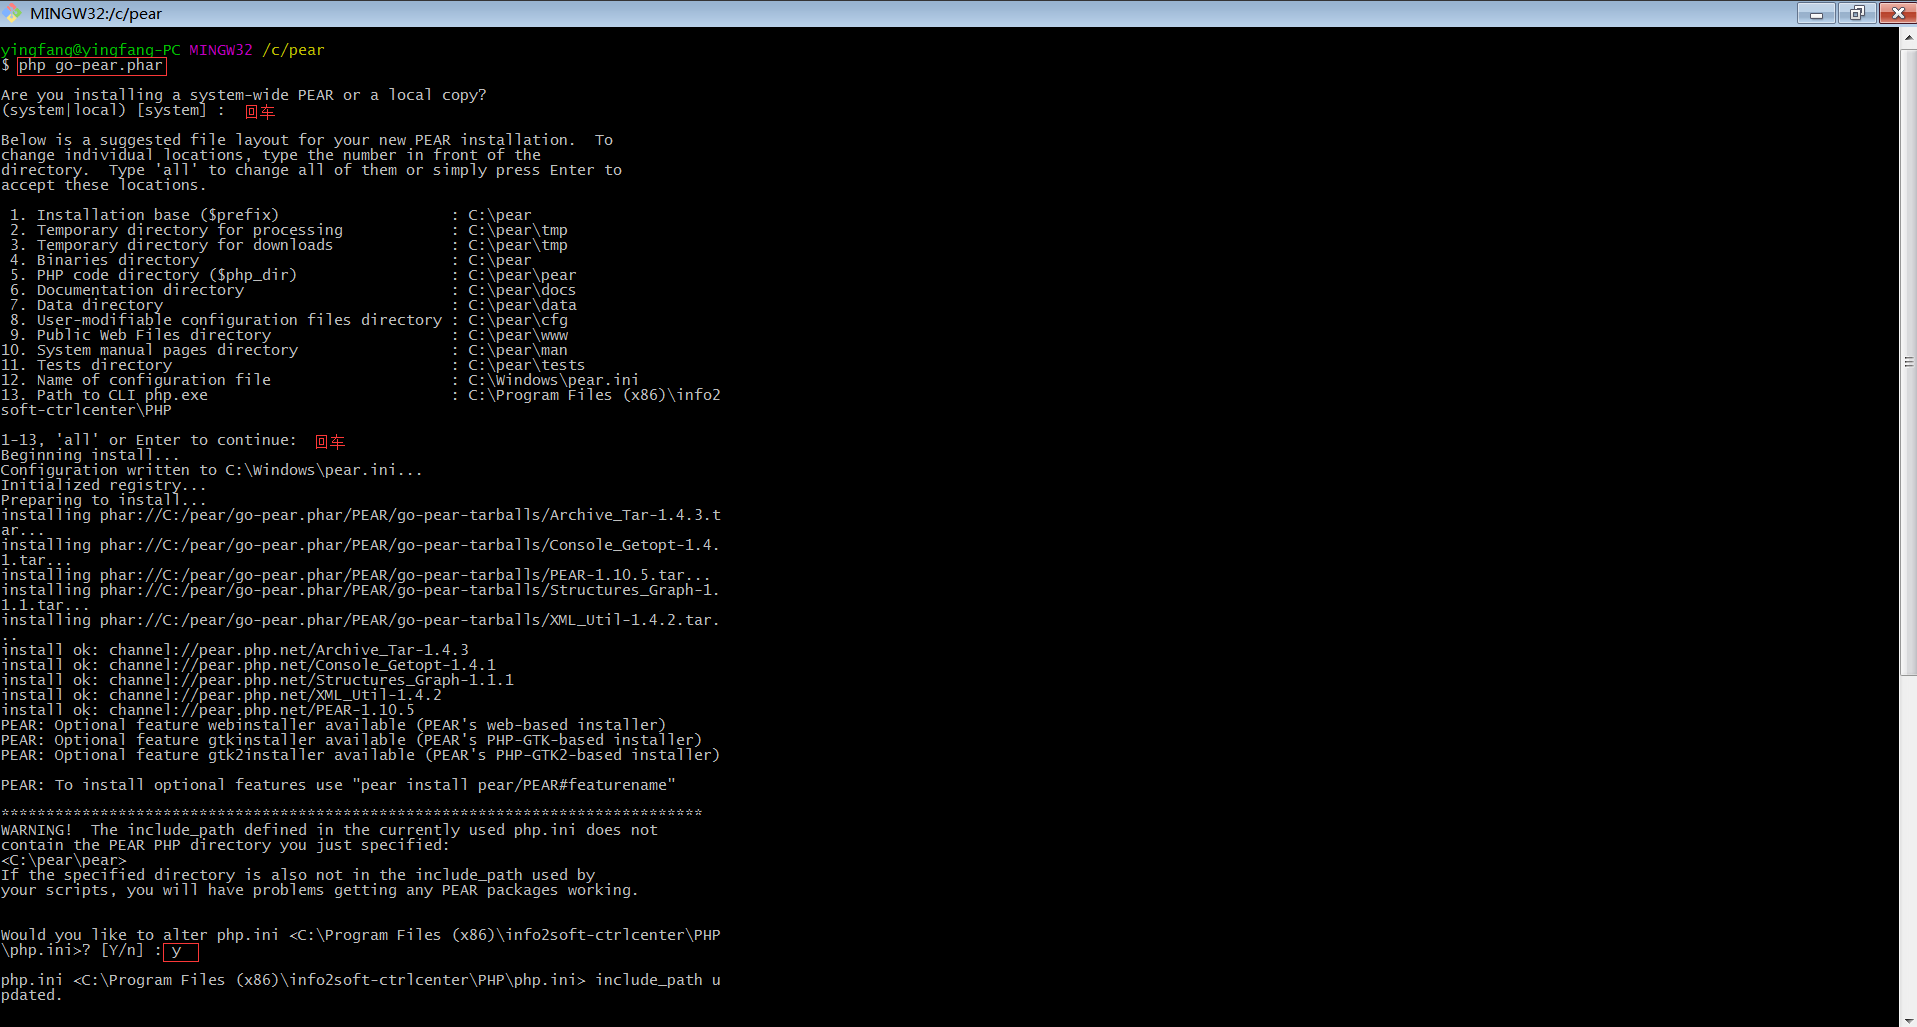 MINGW32:/c/pear
yingfang@yingfang-PC MINGW32 /c/pear
$ php go-pear.phar
Are you installing a system-wide PEAR or a local copy?
(system|local) [system] : 回车
Below is a suggested file layout for your new PEAR installation.  To
change individual locations, type the number in front of the
directory.  Type 'all' to change all of them or simply press Enter to
accept these locations.
1. Installation base ($prefix) : C:\pear
2. Temporary directory for processing : C:\pear\tmp
3. Temporary directory for downloads : C:\pear\tmp
4. Binaries directory : C:\pear
5. PHP code directory ($php_dir) : C:\pear\pear
6. Documentation directory : C:\pear\docs
7. Data directory : C:\pear\data
8. User-modifiable configuration files directory : C:\pear\cfg
9. Public Web Files directory : C:\pear\www
10. System manual pages directory : C:\pear\man
11. Tests directory : C:\pear\tests
12. Name of configuration file : C:\Windows\pear.ini
13. Path to CLI php.exe : C:\Program Files (x86)\info2
soft-ctrlcenter\PHP
1-13, 'all' or Enter to continue: 回车
Beginning install...
Configuration written to C:\Windows\pear.ini...
Initialized registry...
Preparing to install...
installing phar://C:/pear/go-pear.phar/PEAR/go-pear-tarballs/Archive_Tar-1.4.3.t
ar...
installing phar://C:/pear/go-pear.phar/PEAR/go-pear-tarballs/Console_Getopt-1.4.
1.tar...
installing phar://C:/pear/go-pear.phar/PEAR/go-pear-tarballs/PEAR-1.10.5.tar...
installing phar://C:/pear/go-pear.phar/PEAR/go-pear-tarballs/Structures_Graph-1.
1.1.tar...
installing phar://C:/pear/go-pear.phar/PEAR/go-pear-tarballs/XML_Util-1.4.2.tar.
..
install ok: channel://pear.php.net/Archive_Tar-1.4.3
install ok: channel://pear.php.net/Console_Getopt-1.4.1
install ok: channel://pear.php.net/Structures_Graph-1.1.1
install ok: channel://pear.php.net/XML_Util-1.4.2
install ok: channel://pear.php.net/PEAR-1.10.5
PEAR: Optional feature webinstaller available (PEAR's web-based installer)
PEAR: Optional feature gtkinstaller available (PEAR's PHP-GTK-based installer)
PEAR: Optional feature gtk2installer available (PEAR's PHP-GTK2-based installer)
PEAR: To install optional features use "pear install pear/PEAR#featurename"
******************************************************************************
WARNING!  The include_path defined in the currently used php.ini does not
contain the PEAR PHP directory you just specified:
<C:\pear\pear>
If the specified directory is also not in the include_path used by
your scripts, you will have problems getting any PEAR packages working.
Would you like to alter php.ini <C:\Program Files (x86)\info2soft-ctrlcenter\PHP
\php.ini>? [Y/n] : y
php.ini <C:\Program Files (x86)\info2soft-ctrlcenter\PHP\php.ini> include_path u
pdated.